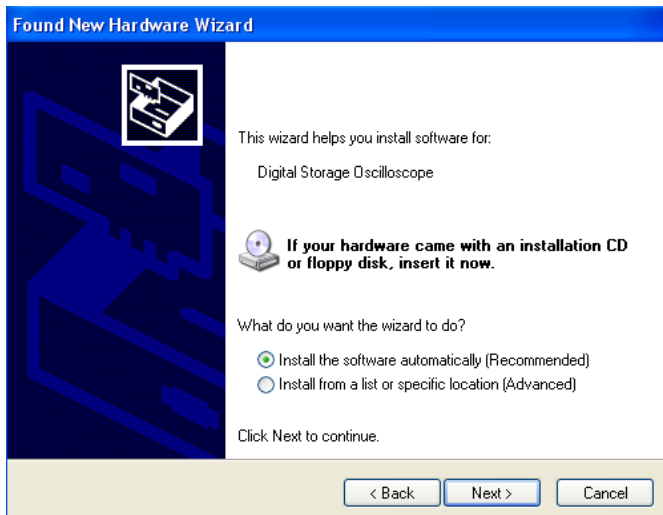 Found New Hardware Wizard
This wizard helps you install software for:
Digital Storage Oscilloscope
If your hardware came with an installation CD
or floppy disk, insert it now.
What do you want the wizard to do?
Install the software automatically (Recommended)
Install from a list or specific location (Advanced)
Click Next to continue.
< Back
Next >
Cancel